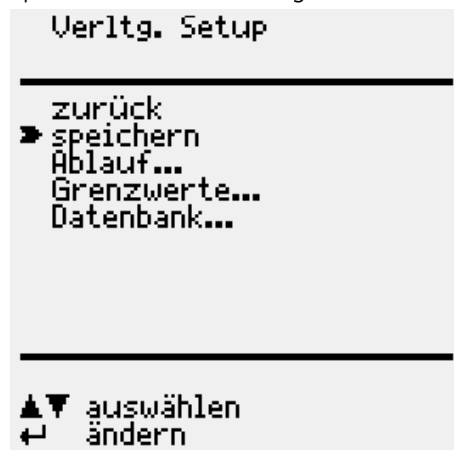 Verltg. Setup
zurück
speichern
Ablauf...
Grenzwerte...
Datenbank...
▲▼ auswählen
↵ ändern